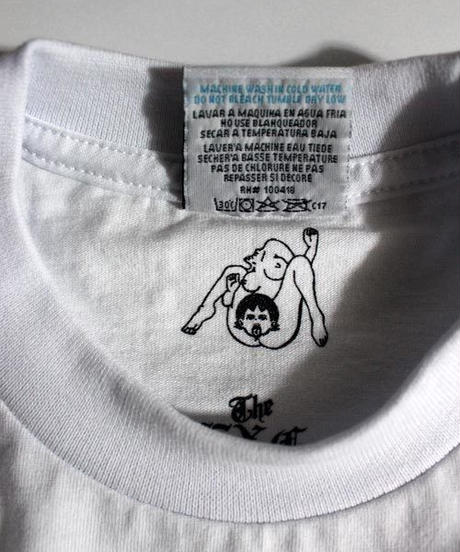 MACHINE WASH IN COLD WATER
DO NOT BLEACH TUMBLE DRY LOW
LAVAR A MAQUINA EN AGUA FRIA
NO USE BLANQUEADOR
SECAR A TEMPERATURA BAJA
LAVER'A MACHINE EAU TIEDE
SECHER'A BASSE TEMPERATURE
PAS DE CHLORURE NE PAS
REPASSER SI DECORE
RN# 100418
30C C17
The